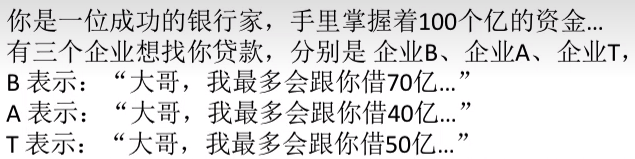 你是一位成功的银行家，手里掌握着100个亿的资金...
有三个企业想找你贷款，分别是 企业B、企业A、企业T，
B 表示：“大哥，我最多会跟你借70亿...”
A 表示：“大哥，我最多会跟你借40亿...”
T 表示：“大哥，我最多会跟你借50亿...”